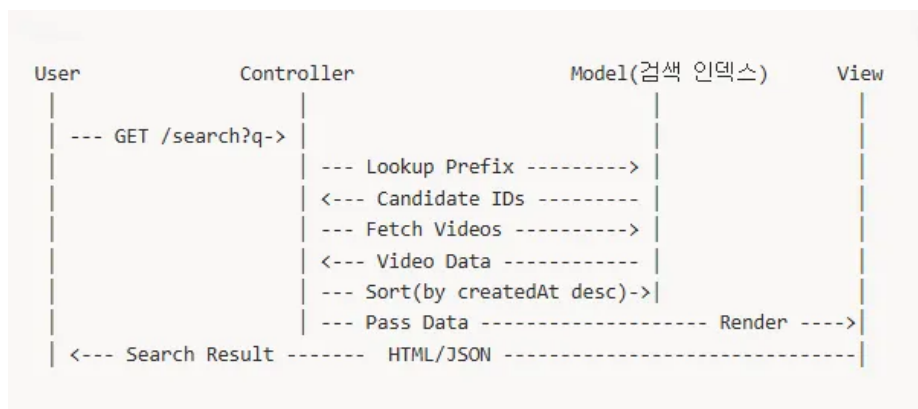 User Controller Model(검색 인덱스) View
| | | |
| --- GET /search?q-> | | |
| | --- Lookup Prefix ---------> | |
| | <--- Candidate IDs --------- | |
| | --- Fetch Videos ----------> | |
| | <--- Video Data ------------ | |
| | --- Sort(by createdAt desc)->| |
| | --- Pass Data -------------------- Render ---->|
| <--- Search Result ------- HTML/JSON -------------------------------|